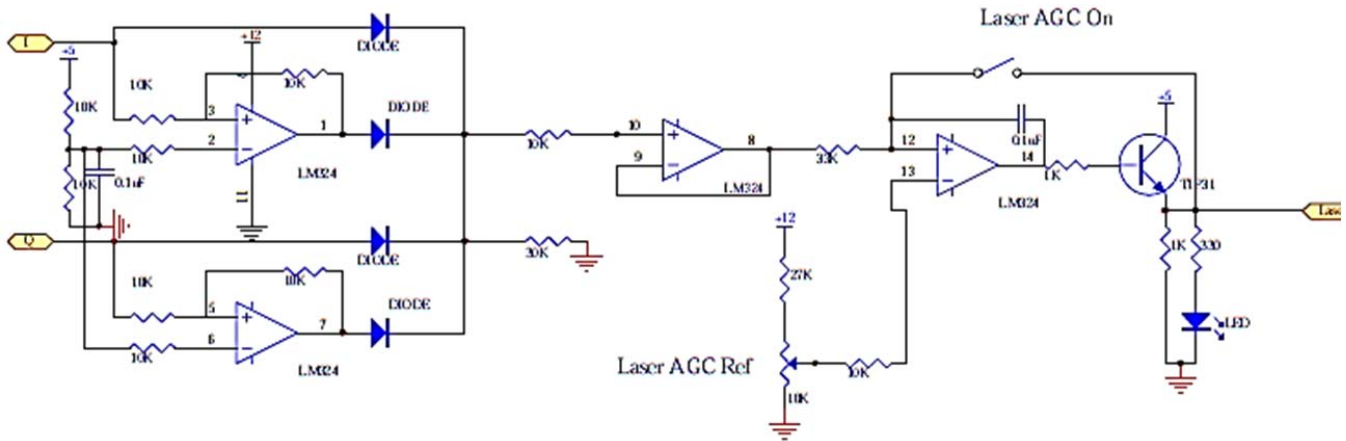 Laser AGC On
I
+5
+12
DIODE
10K
10K
10K
3
1
DIODE
2
10K
10K
0.1uF
LM324
11
10K
10
9
8
LM324
33K
12
13
0.1uF
14
LM324
1K
+5
TIP31
Q
DIODE
30K
10K
10K
5
7
DIODE
6
10K
LM324
+12
27K
Laser AGC Ref
10K
10K
1K
330
LED